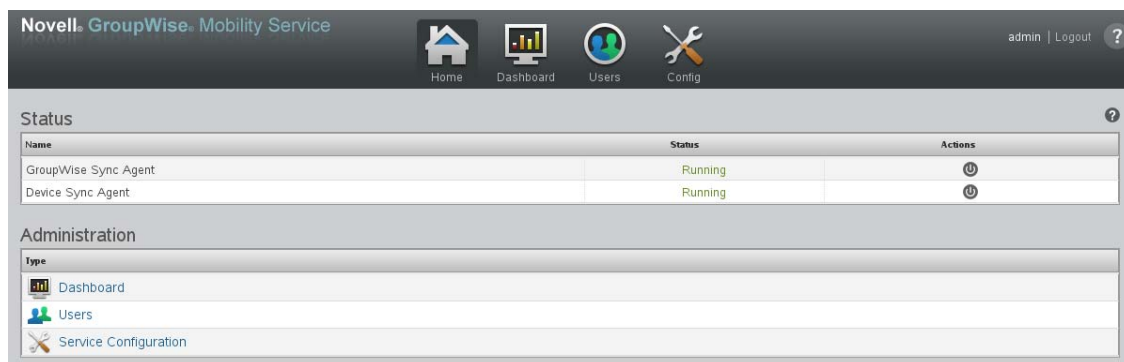 Novell. GroupWise. Mobility Service
admin | Logout ?
Home Dashboard Users Config
Status ?
Name Status Actions
GroupWise Sync Agent Running
Device Sync Agent Running
Administration
Type
Dashboard
Users
Service Configuration